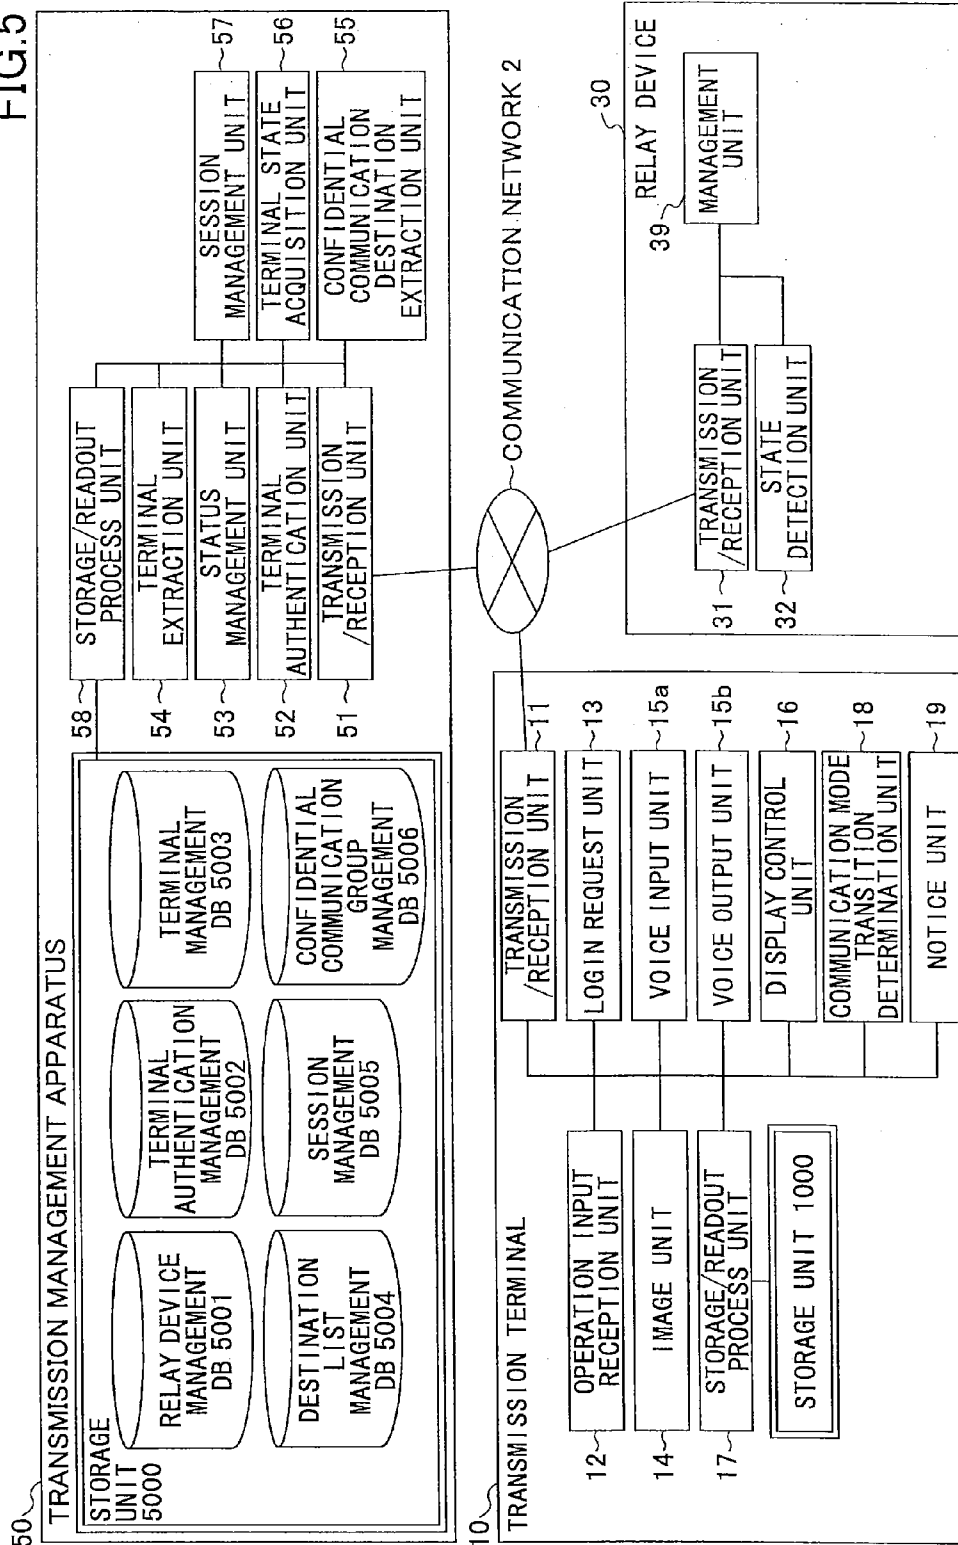 FIG.5
50
TRANSMISSION MANAGEMENT APPARATUS
STORAGE
UNIT
5000
RELAY DEVICE
MANAGEMENT
DB 5001
TERMINAL
AUTHENTICATION
MANAGEMENT
DB 5002
TERMINAL
MANAGEMENT
DB 5003
DESTINATION
LIST
MANAGEMENT
DB 5004
SESSION
MANAGEMENT
DB 5005
CONFIDENTIAL
COMMUNICATION
GROUP
MANAGEMENT
DB 5006
58
STORAGE/READOUT
PROCESS UNIT
54
TERMINAL
EXTRACTION UNIT
53
STATUS
MANAGEMENT UNIT
52
TERMINAL
AUTHENTICATION UNIT
51
TRANSMISSION
/RECEPTION UNIT
SESSION
MANAGEMENT UNIT
57
TERMINAL STATE
ACQUISITION UNIT
56
CONFIDENTIAL
COMMUNICATION
DESTINATION
EXTRACTION UNIT
55
COMMUNICATION NETWORK 2
10
TRANSMISSION TERMINAL
12
OPERATION INPUT
RECEPTION UNIT
14
IMAGE UNIT
17
STORAGE/READOUT
PROCESS UNIT
STORAGE UNIT 1000
TRANSMISSION
/RECEPTION UNIT
11
LOGIN REQUEST UNIT
13
VOICE INPUT UNIT
15a
VOICE OUTPUT UNIT
15b
DISPLAY CONTROL
UNIT
16
COMMUNICATION MODE
TRANSITION
DETERMINATION UNIT
18
NOTICE UNIT
19
30
RELAY DEVICE
31
TRANSMISSION
/RECEPTION UNIT
32
STATE
DETECTION UNIT
39
MANAGEMENT
UNIT